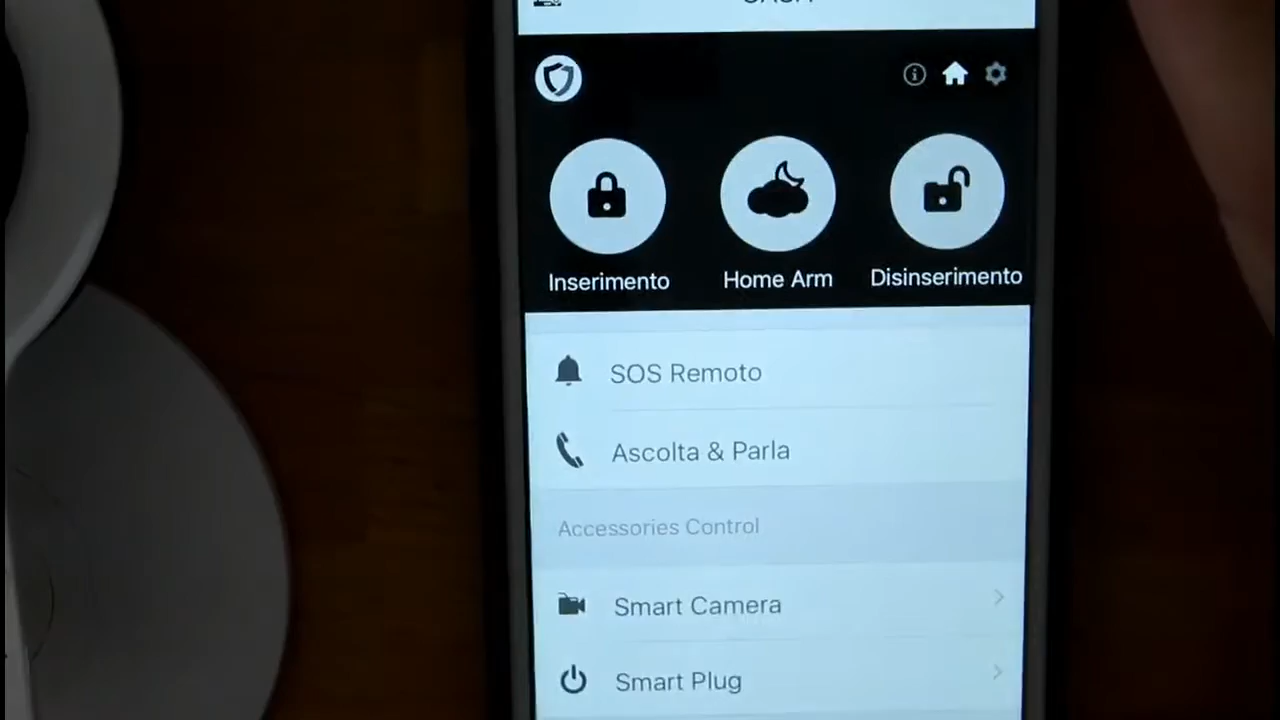 Inserimento
Home Arm
Disinserimento
SOS Remoto
Ascolta & Parla
Accessories Control
Smart Camera
Smart Plug